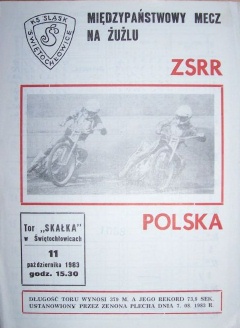 KS ŚLĄSK
ŚWIĘTOCHŁOWICE
MIĘDZYPAŃSTWOWY MECZ
NA ŻUŻLU
ZSRR
POLSKA
Tor „SKAŁKA”
w Świętochłowicach
11
października 1983
godz. 15.30
DŁUGOŚĆ TORU WYNOSI
M. A JEGO REKORD 73,8 SEK.
USTANOWIONY PRZEZ ZENONA PLECHA DNIA 7. 08 1983 R.